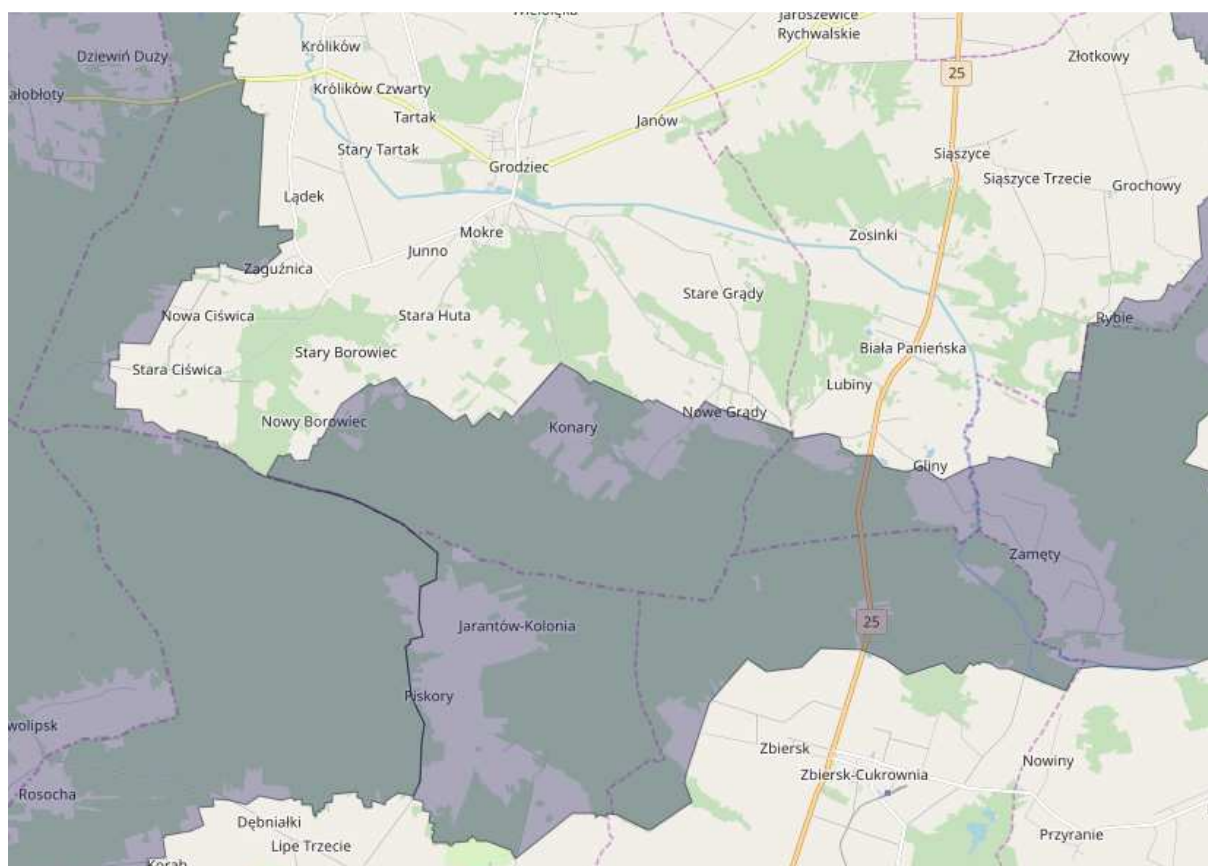 Jaroszewice
Rychwalskie
Królików
Dziewiń Duży
Złotkowy
25
Królików Czwarty
Tartak
Janów
Stary Tartak
Grodziec
Siąszyce
Siąszyce Trzecie
Grochowy
Lądek
Mokre
Zosinki
Junno
Zaguźnica
Stare Grądy
Nowa Ciświca
Stara Huta
Rybie
Stary Borowiec
Biała Panieńska
Stara Ciświca
Lubiny
Nowy Borowiec
Konary
Nowe Grądy
Gliny
Zamęty
25
Jarantów-Kolonia
Piskory
wolipsk
Zbiersk
Nowiny
Zbiersk-Cukrownia
Rosocha
Dębniałki
Przyranie
Lipe Trzecie